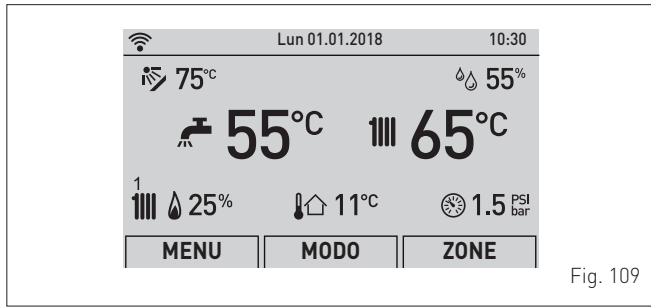 Lun 01.01.2018 10:30
75°C 55%
55°C 65°C
1
25% 11°C 1.5 PSI bar
MENU MODO ZONE
Fig. 109